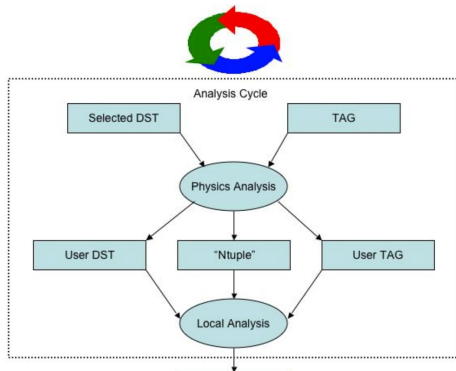 Analysis Cycle
Selected DST
TAG
Physics Analysis
User DST
"Ntuple"
User TAG
Local Analysis